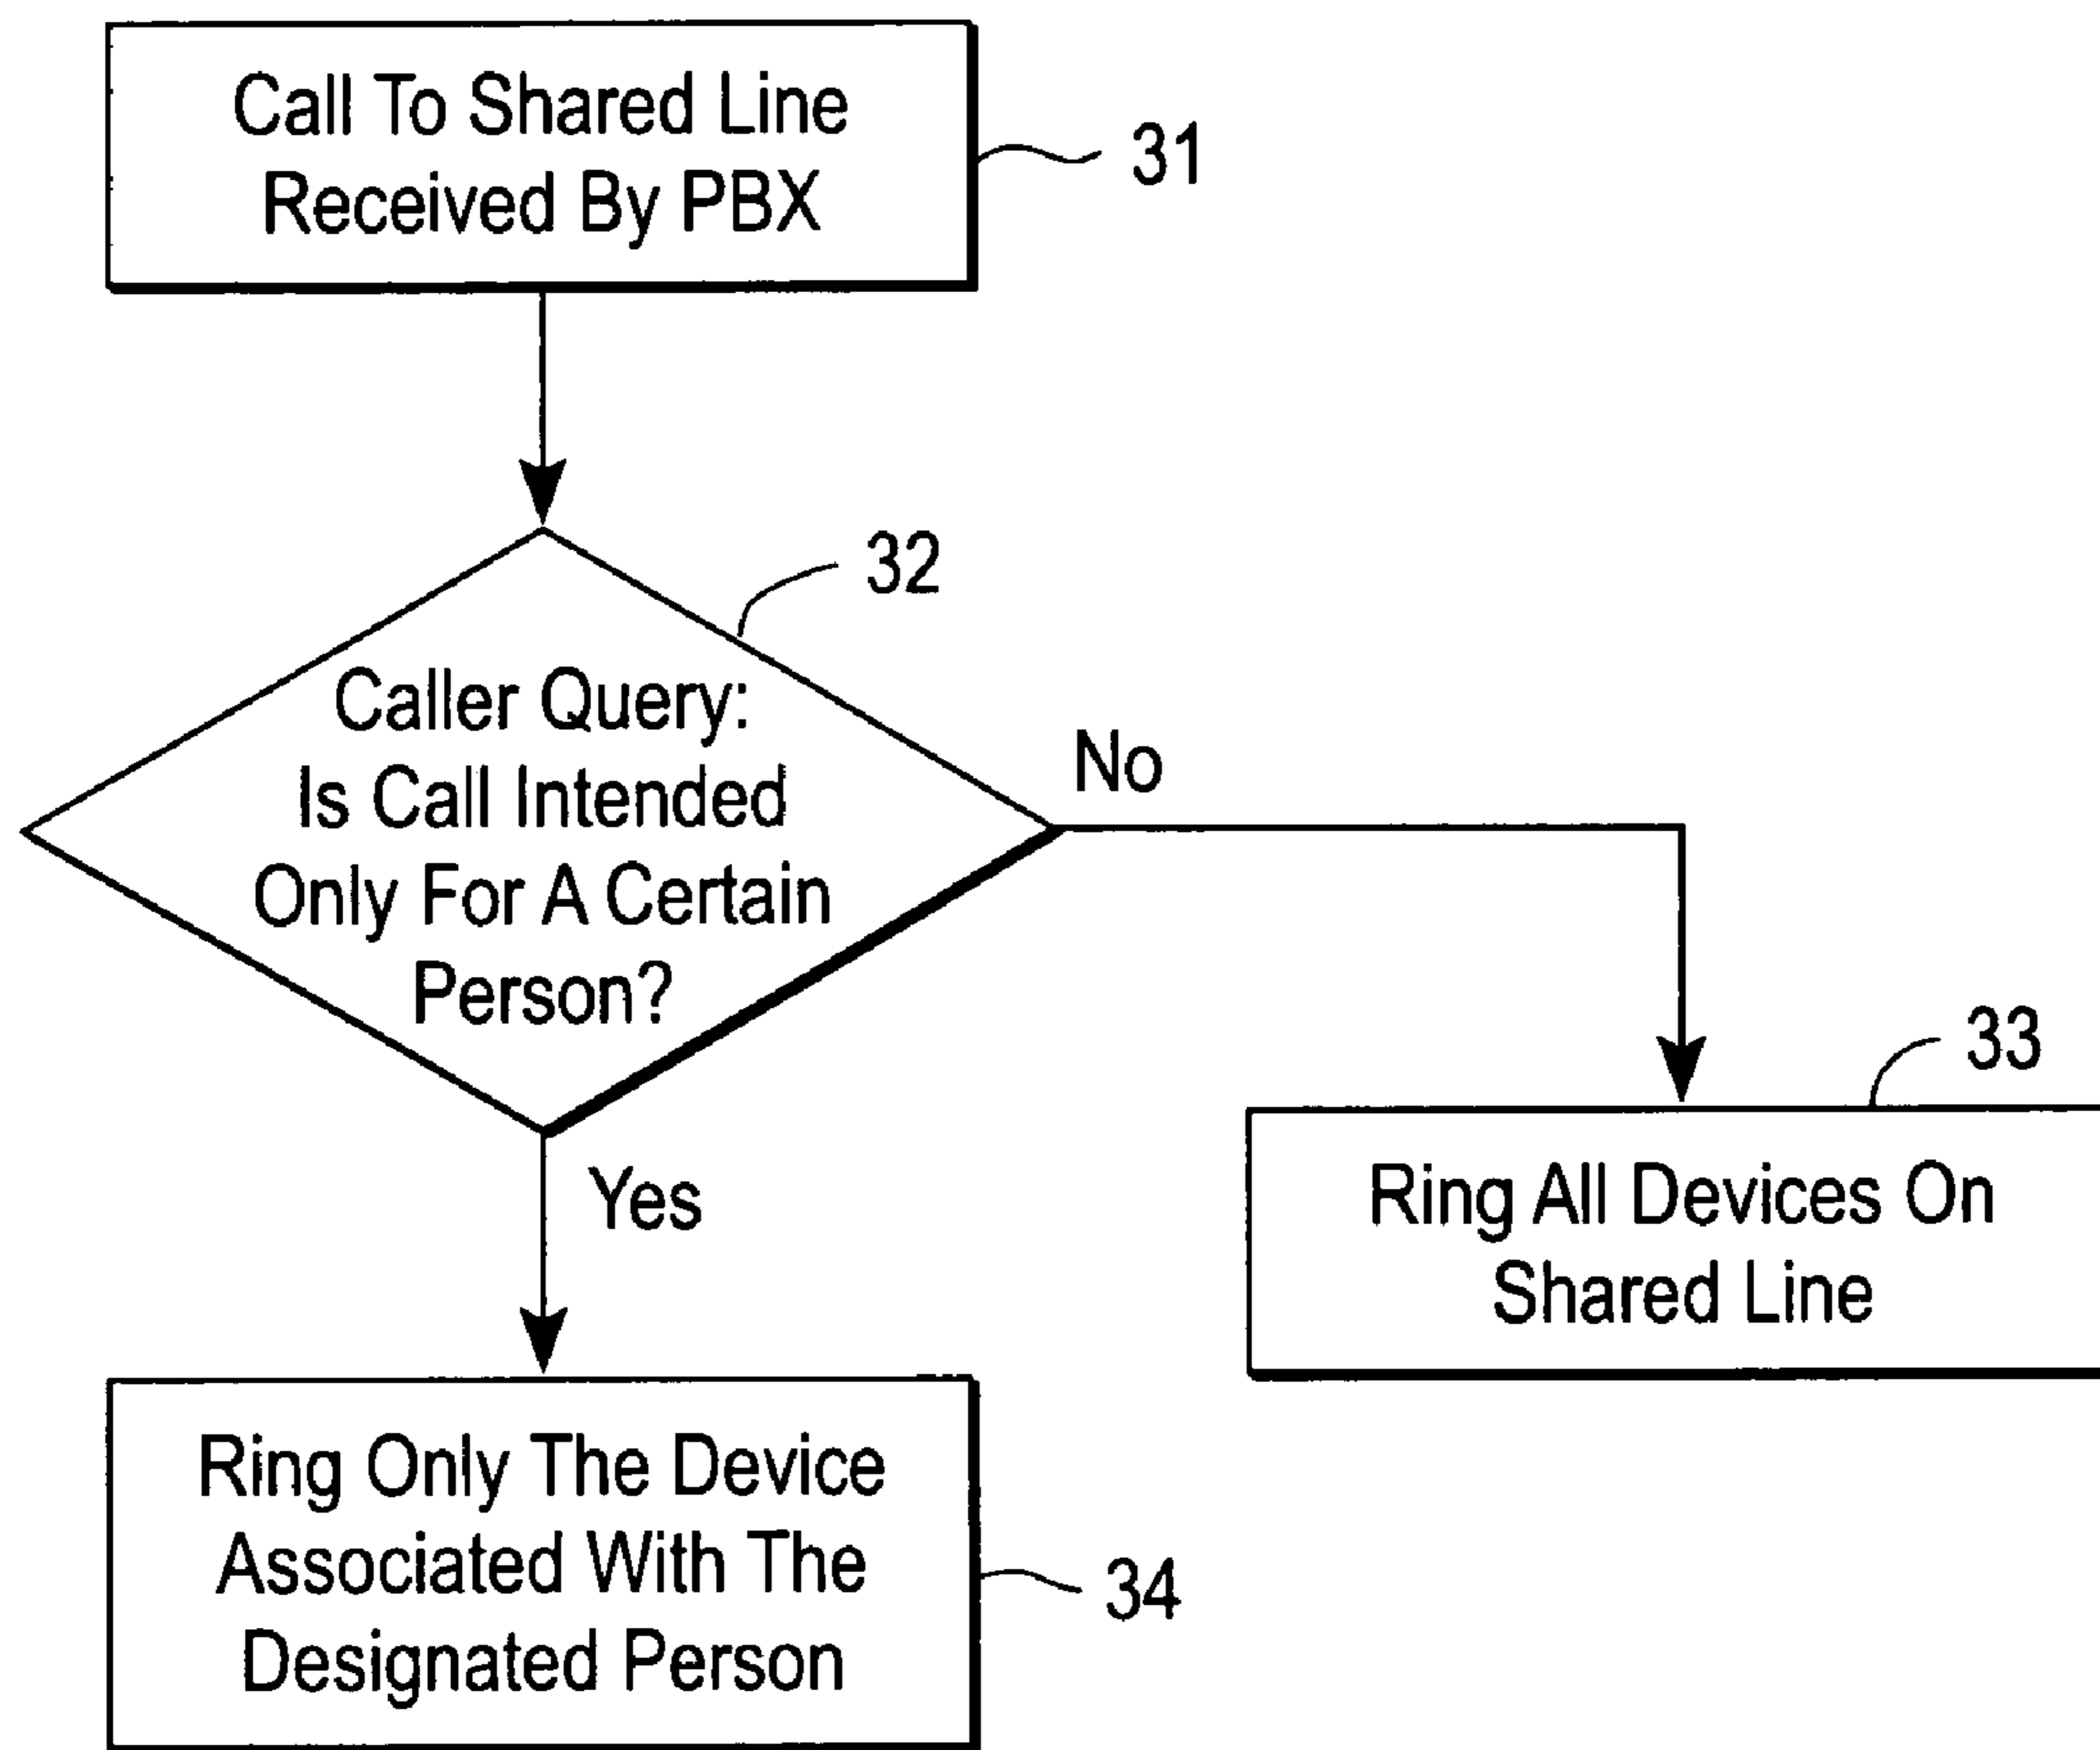 Call To Shared Line
Received By PBX
31
32
Caller Query:
Is Call Intended
Only For A Certain
Person?
No
Yes
33
Ring All Devices On
Shared Line
Ring Only The Device
Associated With The
Designated Person
34